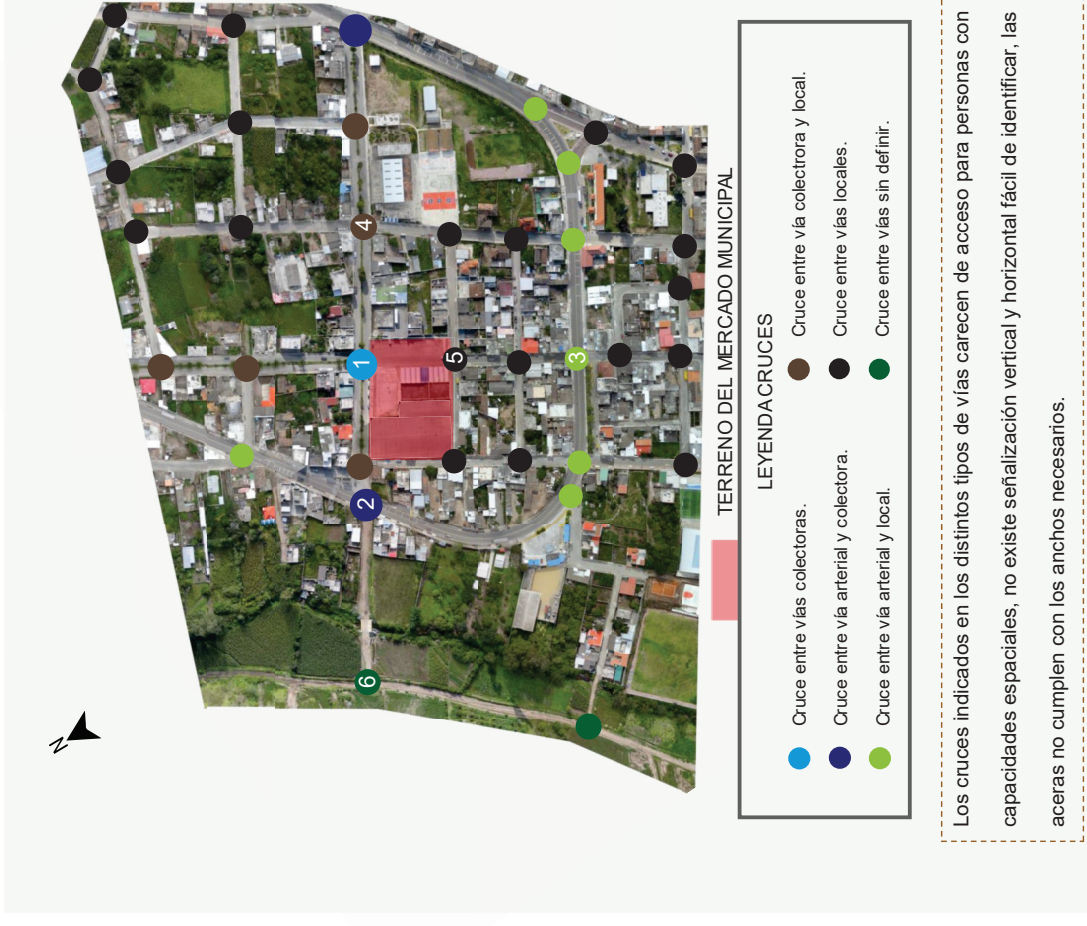 N
1
2
3
4
5
6
TERRENO DEL MERCADO MUNICIPAL
LEYENDACRUCES
Cruce entre vías colectoras.
Cruce entre vía arterial y colectora.
Cruce entre vía arterial y local.
Cruce entre vía colectora y local.
Cruce entre vías locales.
Cruce entre vías sin definir.
Los cruces indicados en los distintos tipos de vías carecen de acceso para personas con
capacidades espaciales, no existe señalización vertical y horizontal fácil de identificar, las
aceras no cumplen con los anchos necesarios.